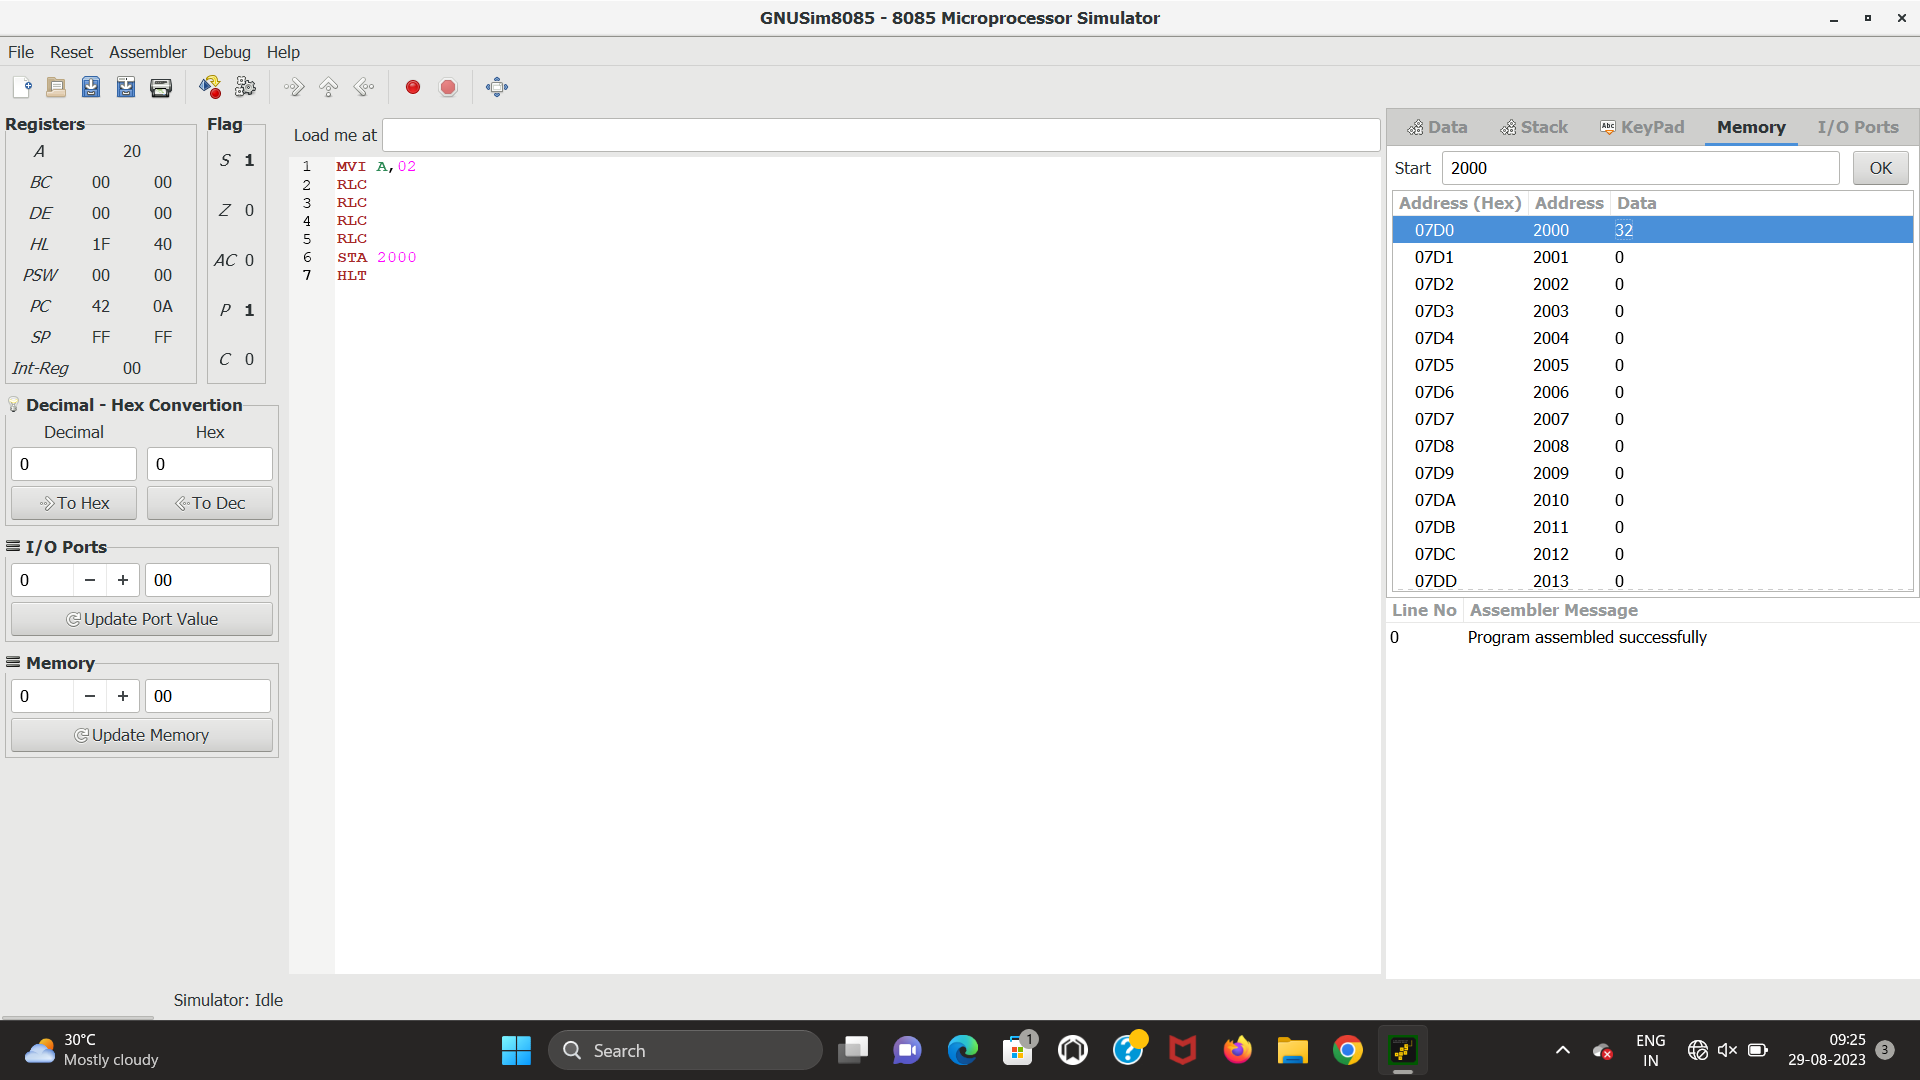 GNUSim8085 - 8085 Microprocessor Simulator
File Reset Assembler Debug Help
Registers
A 20
BC 00 00
DE 00 00
HL 1F 40
PSW 00 00
PC 42 0A
SP FF FF
Int-Reg 00
Flag
S 1
Z 0
AC 0
P 1
C 0
Decimal - Hex Convertion
Decimal Hex
0 0
To Hex To Dec
I/O Ports
0 − + 00
Update Port Value
Memory
0 − + 00
Update Memory
Load me at
1 MVI A,02
2 RLC
3 RLC
4 RLC
5 RLC
6 STA 2000
7 HLT
Data Stack Abc KeyPad Memory I/O Ports
Start 2000 OK
Address (Hex) Address Data
07D0 2000 32
07D1 2001 0
07D2 2002 0
07D3 2003 0
07D4 2004 0
07D5 2005 0
07D6 2006 0
07D7 2007 0
07D8 2008 0
07D9 2009 0
07DA 2010 0
07DB 2011 0
07DC 2012 0
07DD 2013 0
Line No Assembler Message
0 Program assembled successfully
Simulator: Idle
30°C
Mostly cloudy
Search
1
ENG
IN
09:25
29-08-2023
3